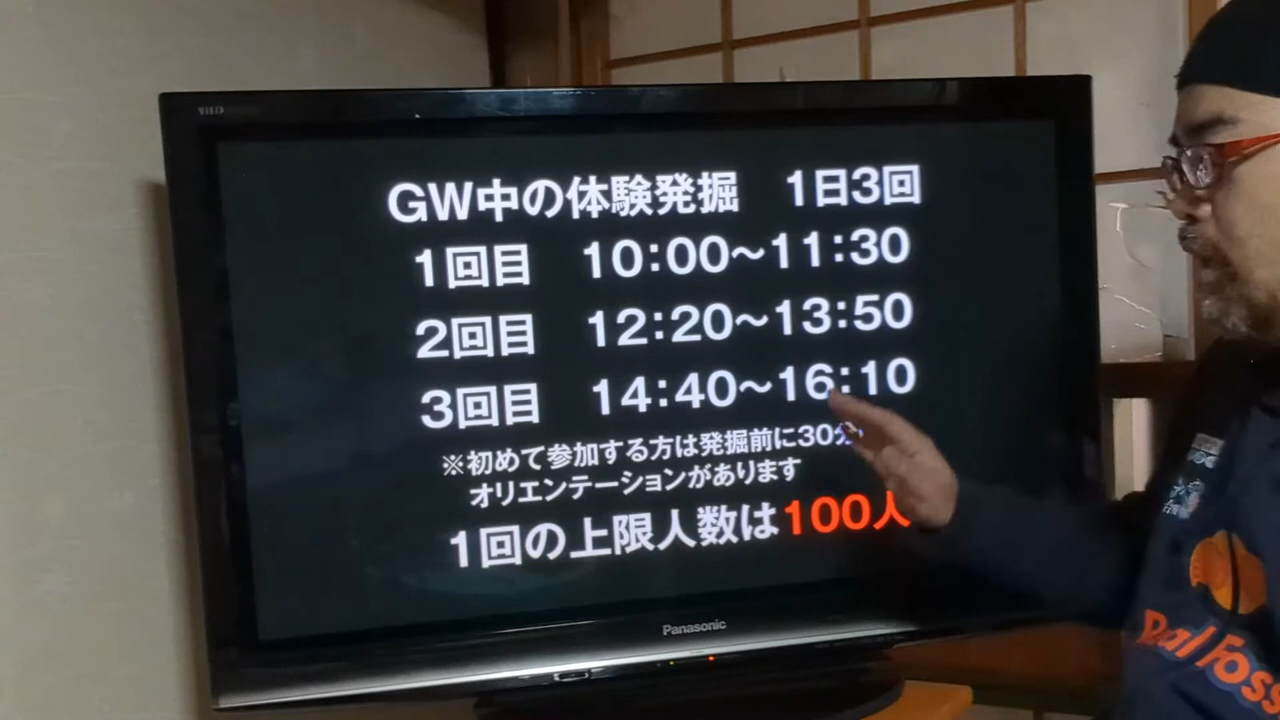 GW中の体験発掘　1日3回
1回目　10:00〜11:30
2回目　12:20〜13:50
3回目　14:40〜16:10
※初めて参加する方は発掘前に30分
オリエンテーションがあります
1回の上限人数は100人
Panasonic